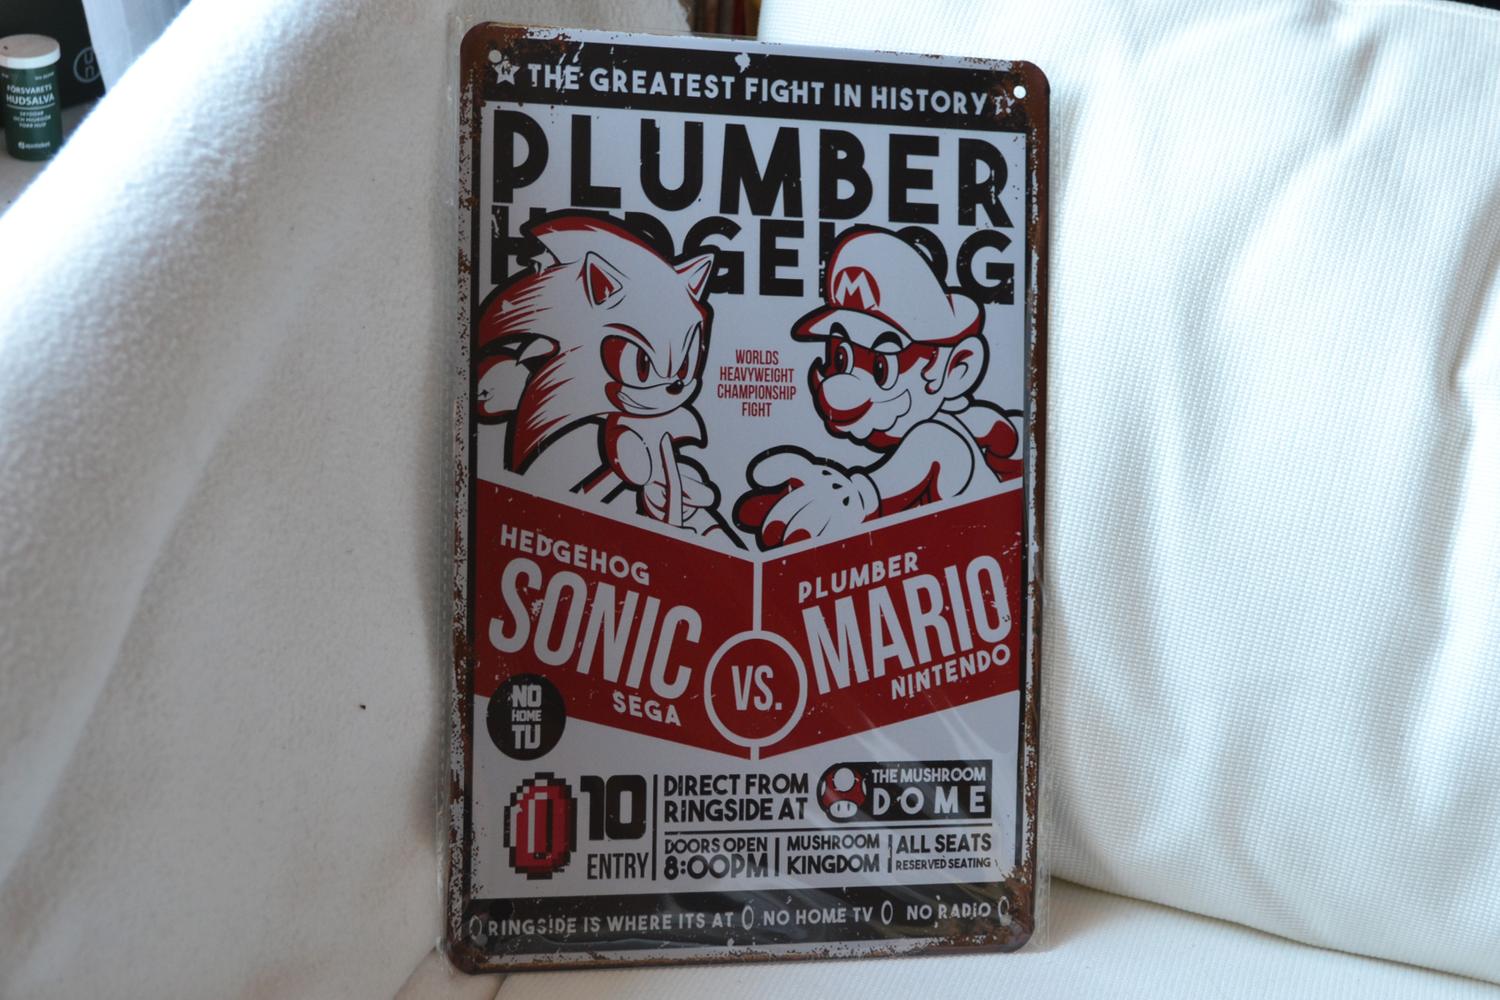 FÖRSVARETS
HUDSALVA
THE GREATEST FIGHT IN HISTORY
PLUMBER
HEDGEHOG
M
WORLDS
HEAVYWEIGHT
CHAMPIONSHIP
FIGHT
HEDGEHOG
SONIC
SEGA
VS.
PLUMBER
MARIO
NINTENDO
NO
HOME
TV
10
ENTRY
DIRECT FROM
RINGSIDE AT
THE MUSHROOM
DOME
DOORS OPEN
8:00PM
MUSHROOM
KINGDOM
ALL SEATS
RESERVED SEATING
RINGSIDE IS WHERE ITS AT NO HOME TV NO RADIO